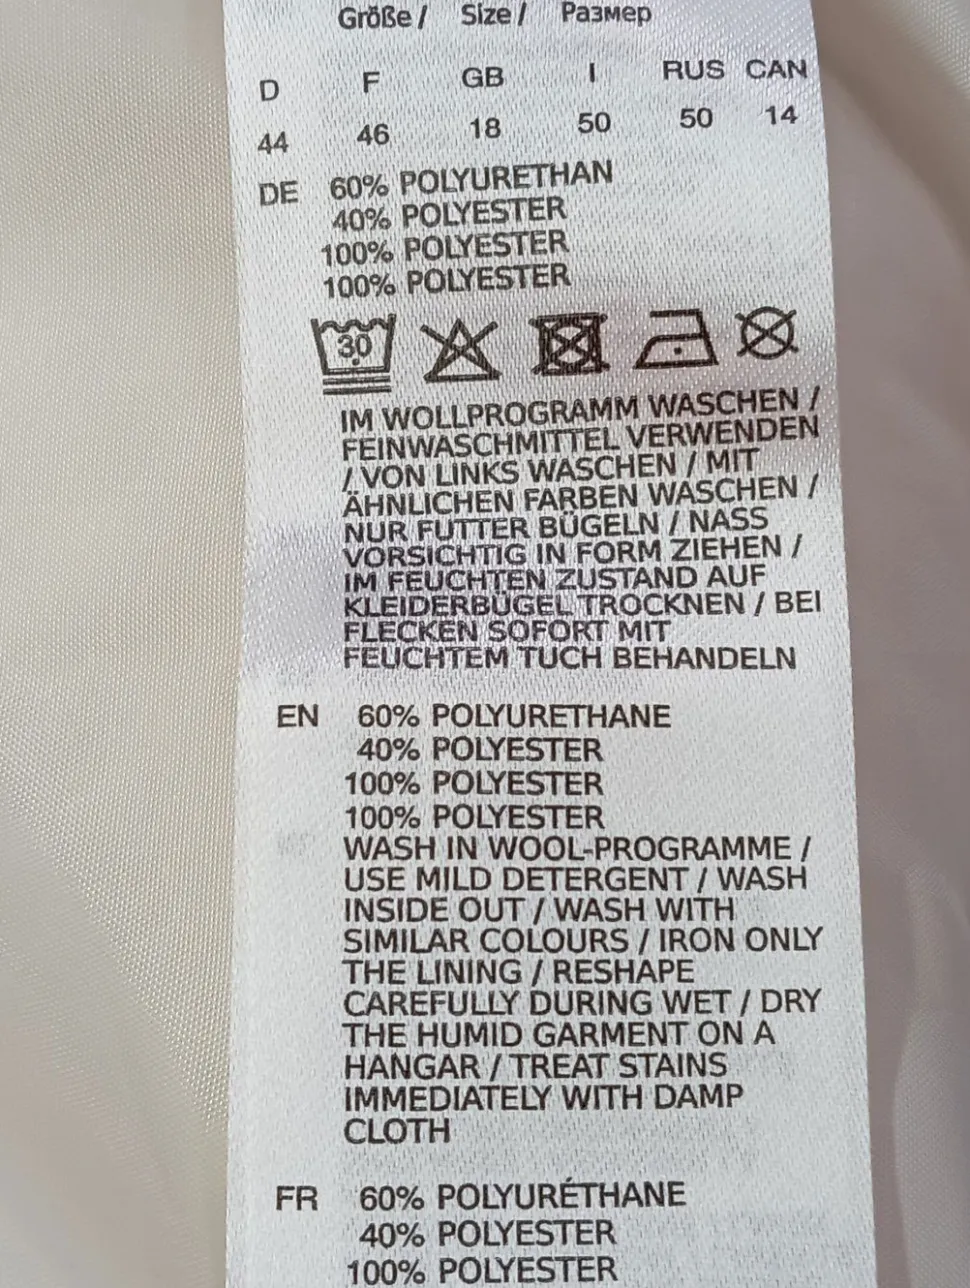 Größe / Size / Размер
D F GB I RUS CAN
44 46 18 50 50 14
DE 60% POLYURETHAN
40% POLYESTER
100% POLYESTER
100% POLYESTER
30
IM WOLLPROGRAMM WASCHEN /
FEINWASCHMITTEL VERWENDEN
/ VON LINKS WASCHEN / MIT
ÄHNLICHEN FARBEN WASCHEN /
NUR FUTTER BÜGELN / NASS
VORSICHTIG IN FORM ZIEHEN /
IM FEUCHTEN ZUSTAND AUF
KLEIDERBÜGEL TROCKNEN / BEI
FLECKEN SOFORT MIT
FEUCHTEM TUCH BEHANDELN
EN 60% POLYURETHANE
40% POLYESTER
100% POLYESTER
100% POLYESTER
WASH IN WOOL-PROGRAMME /
USE MILD DETERGENT / WASH
INSIDE OUT / WASH WITH
SIMILAR COLOURS / IRON ONLY
THE LINING / RESHAPE
CAREFULLY DURING WET / DRY
THE HUMID GARMENT ON A
HANGAR / TREAT STAINS
IMMEDIATELY WITH DAMP
CLOTH
FR 60% POLYURÉTHANE
40% POLYESTER
100% POLYESTER